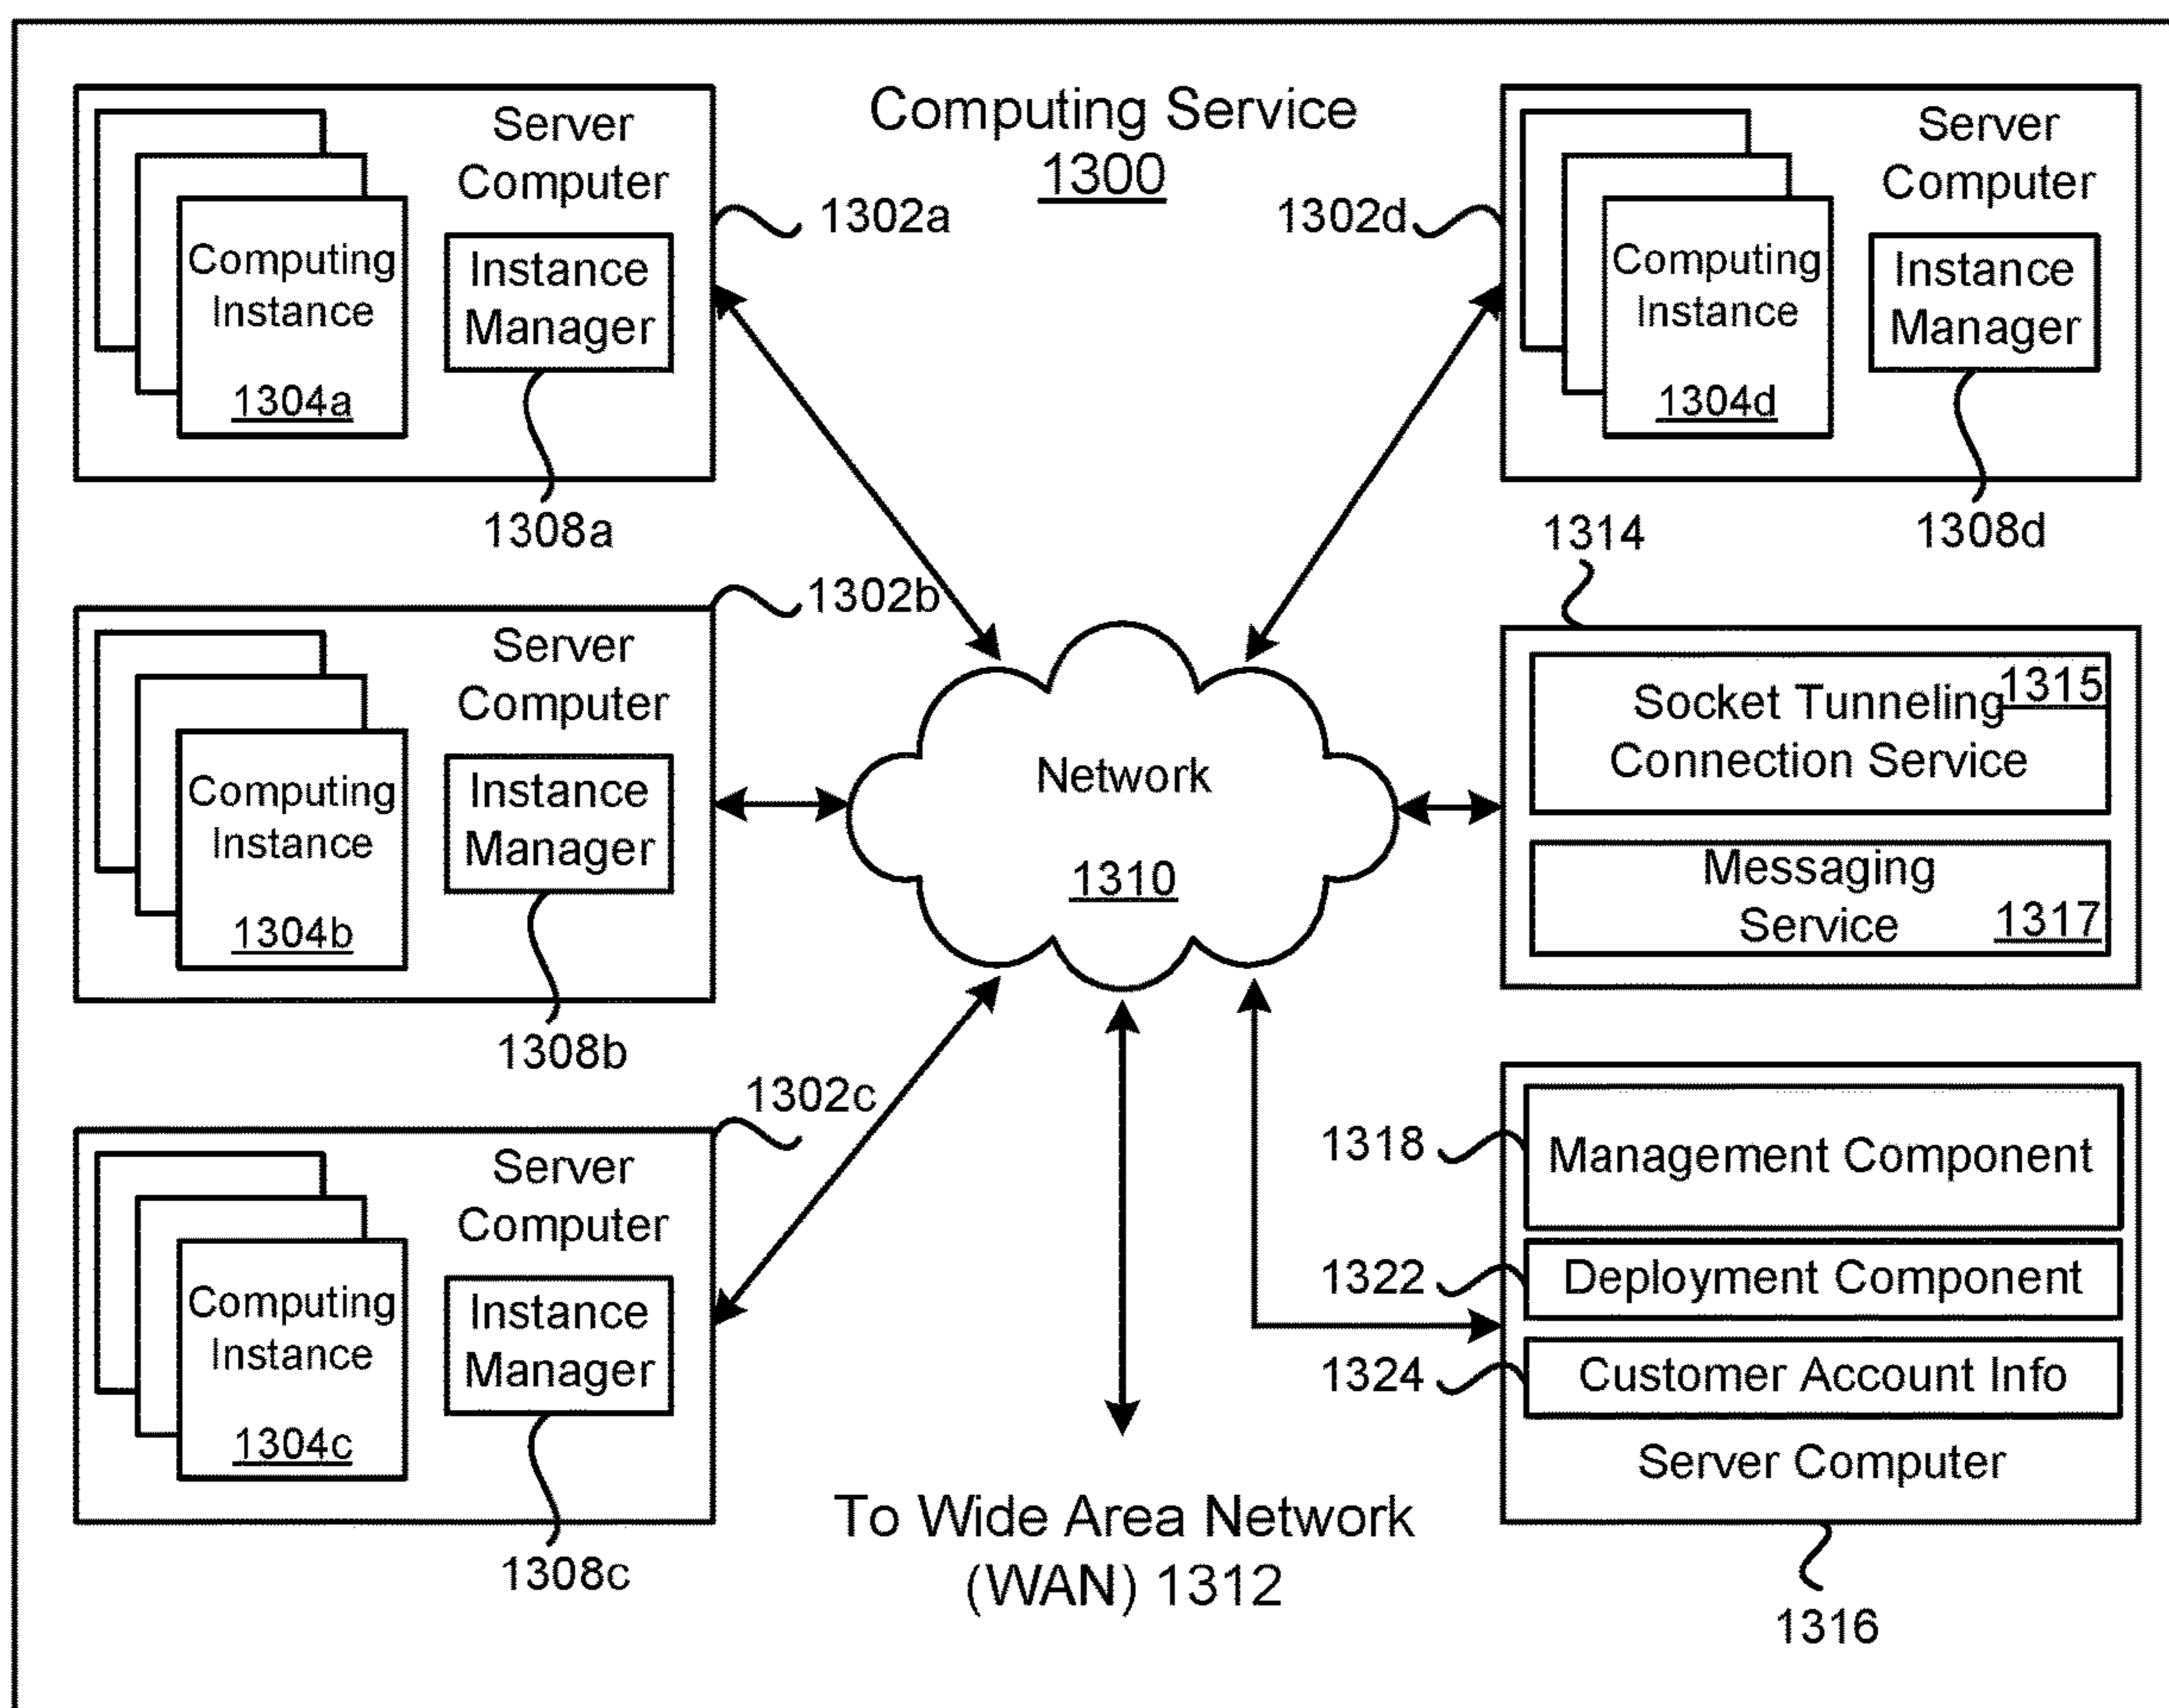 Computing Service
1300
Server
Computer
1302a
Computing
Instance
1304a
Instance
Manager
1308a
Server
Computer
1302d
Computing
Instance
1304d
Instance
Manager
1308d
Server
Computer
1302b
Computing
Instance
1304b
Instance
Manager
1308b
Network
1310
1314
Socket Tunneling
1315
Connection Service
Messaging
Service
1317
Server
Computer
1302c
Computing
Instance
1304c
Instance
Manager
1308c
To Wide Area Network
(WAN) 1312
1318
Management Component
1322
Deployment Component
1324
Customer Account Info
Server Computer
1316